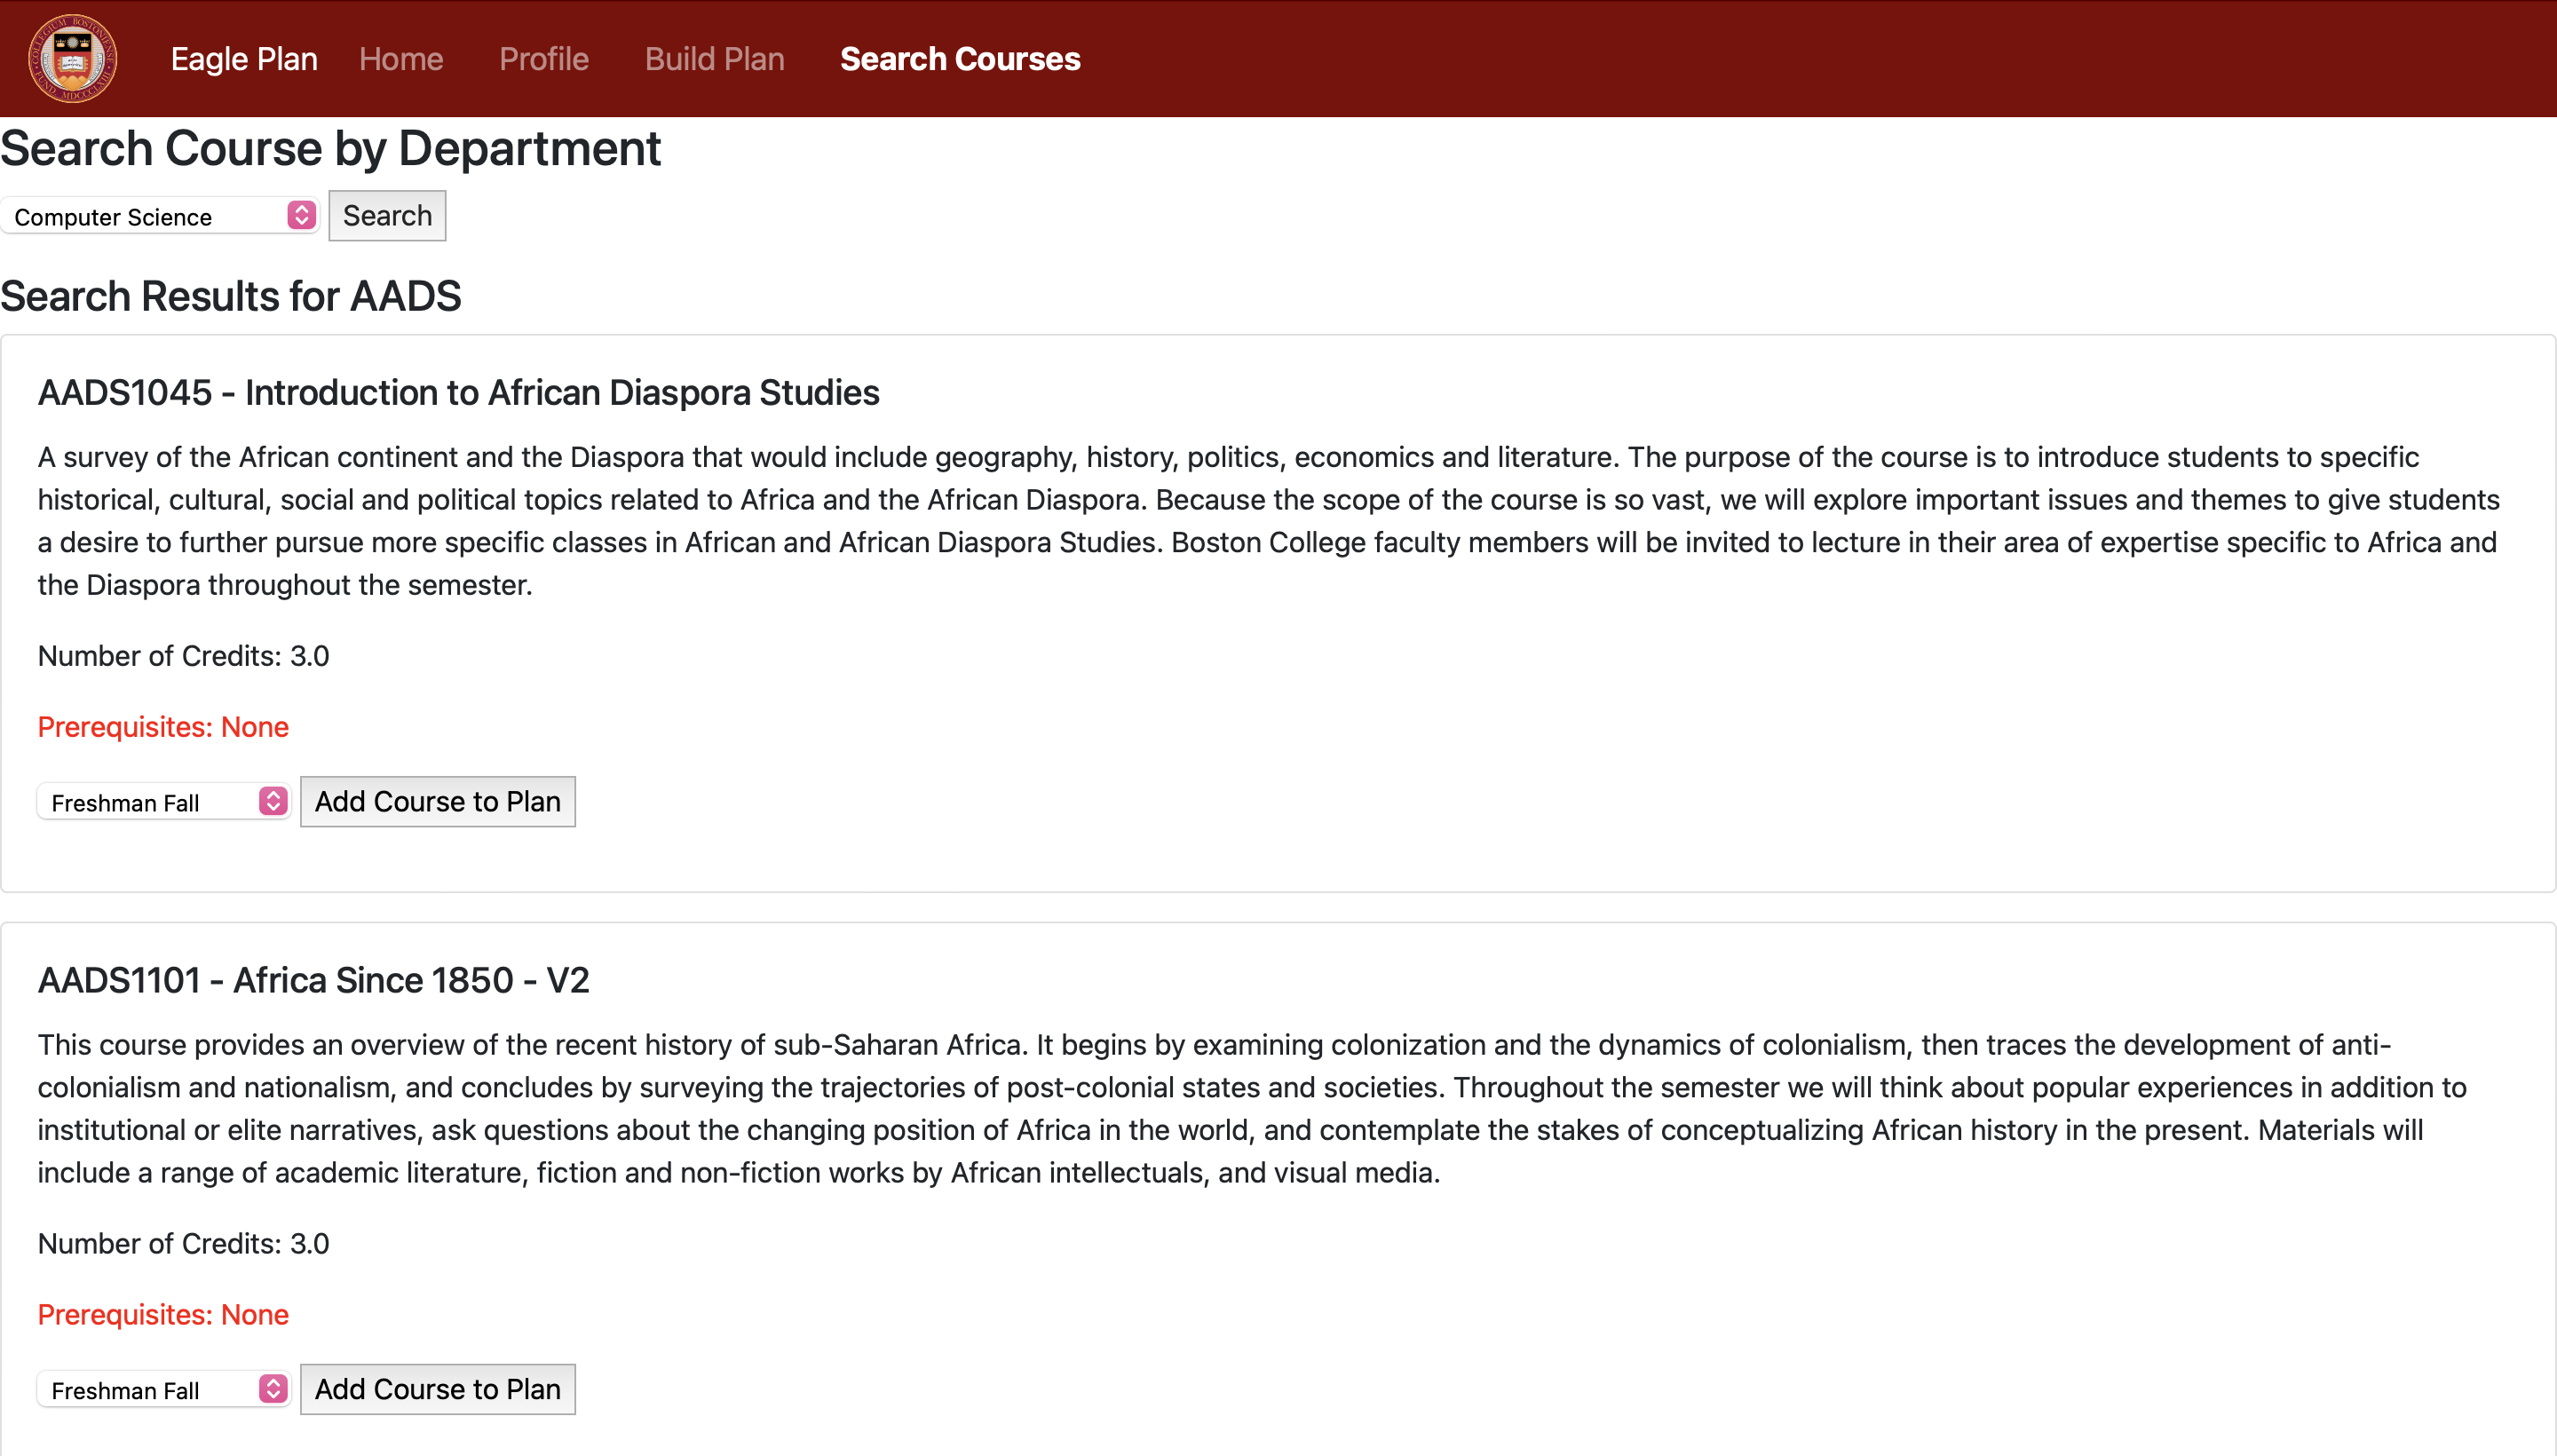 Eagle Plan Home Profile Build Plan Search Courses
Search Course by Department
Computer Science Search
Search Results for AADS
AADS1045 - Introduction to African Diaspora Studies
A survey of the African continent and the Diaspora that would include geography, history, politics, economics and literature. The purpose of the course is to introduce students to specific
historical, cultural, social and political topics related to Africa and the African Diaspora. Because the scope of the course is so vast, we will explore important issues and themes to give students
a desire to further pursue more specific classes in African and African Diaspora Studies. Boston College faculty members will be invited to lecture in their area of expertise specific to Africa and
the Diaspora throughout the semester.
Number of Credits: 3.0
Prerequisites: None
Freshman Fall Add Course to Plan
AADS1101 - Africa Since 1850 - V2
This course provides an overview of the recent history of sub-Saharan Africa. It begins by examining colonization and the dynamics of colonialism, then traces the development of anti-
colonialism and nationalism, and concludes by surveying the trajectories of post-colonial states and societies. Throughout the semester we will think about popular experiences in addition to
institutional or elite narratives, ask questions about the changing position of Africa in the world, and contemplate the stakes of conceptualizing African history in the present. Materials will
include a range of academic literature, fiction and non-fiction works by African intellectuals, and visual media.
Number of Credits: 3.0
Prerequisites: None
Freshman Fall Add Course to Plan